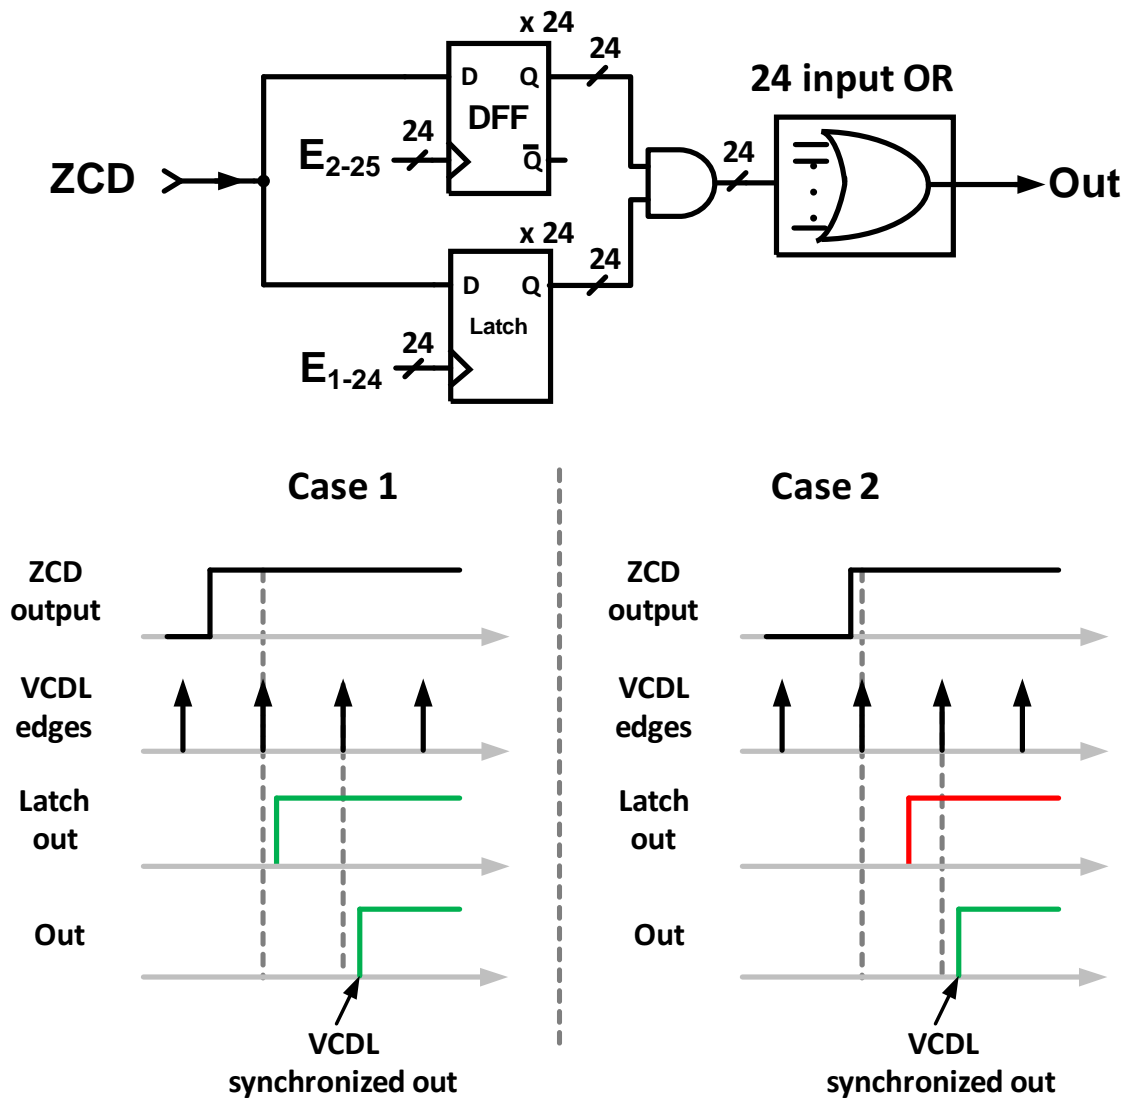 x 24
24
D Q
DFF
24
Q
E2-25
ZCD
24 input OR
24
Out
x 24
24
D Q
Latch
24
E1-24
Case 1
Case 2
ZCD
output
VCDL
edges
Latch
out
Out
VCDL
synchronized out
ZCD
output
VCDL
edges
Latch
out
Out
VCDL
synchronized out